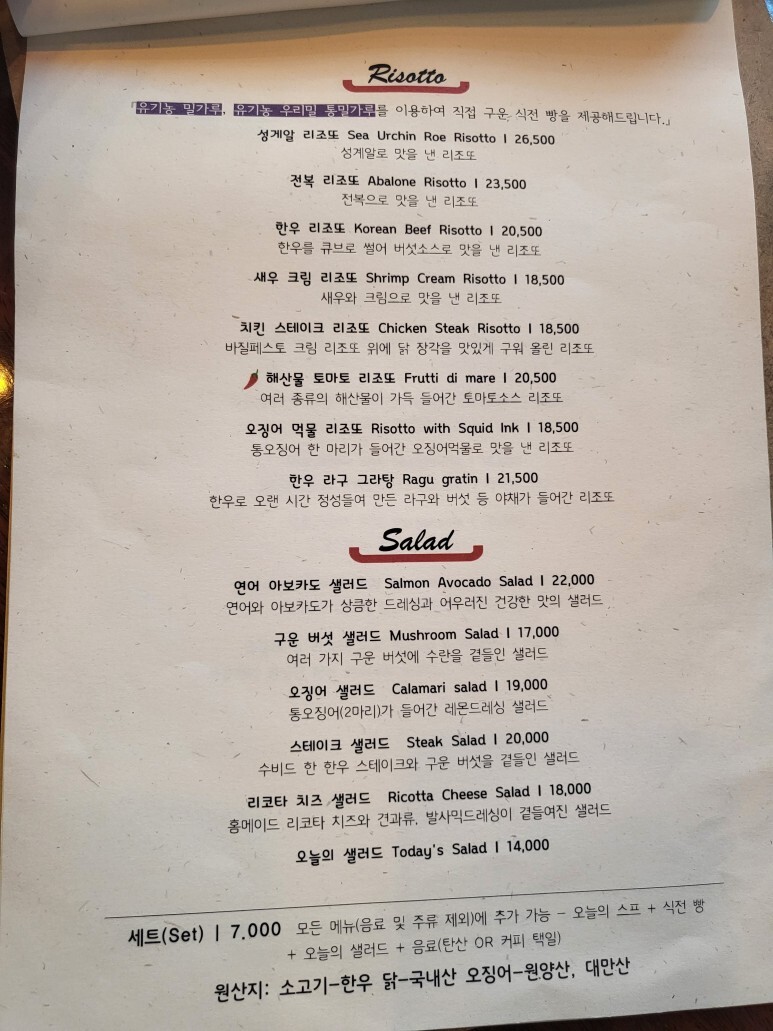 Risotto
「유기농 밀가루, 유기농 우리밀 통밀가루를 이용하여 직접 구운 식전 빵을 제공해드립니다.」
성게알 리조또 Sea Urchin Roe Risotto | 26,500
성게알로 맛을 낸 리조또
전복 리조또 Abalone Risotto | 23,500
전복으로 맛을 낸 리조또
한우 리조또 Korean Beef Risotto | 20,500
한우를 큐브로 썰어 버섯소스로 맛을 낸 리조또
새우 크림 리조또 Shrimp Cream Risotto | 18,500
새우와 크림으로 맛을 낸 리조또
치킨 스테이크 리조또 Chicken Steak Risotto | 18,500
바질페스토 크림 리조또 위에 닭 장각을 맛있게 구워 올린 리조또
해산물 토마토 리조또 Frutti di mare | 20,500
여러 종류의 해산물이 가득 들어간 토마토소스 리조또
오징어 먹물 리조또 Risotto with Squid Ink | 18,500
통오징어 한 마리가 들어간 오징어먹물로 맛을 낸 리조또
한우 라구 그라탕 Ragu gratin | 21,500
한우로 오랜 시간 정성들여 만든 라구와 버섯 등 야채가 들어간 리조또
Salad
연어 아보카도 샐러드 Salmon Avocado Salad | 22,000
연어와 아보카도가 상큼한 드레싱과 어우러진 건강한 맛의 샐러드
구운 버섯 샐러드 Mushroom Salad | 17,000
여러 가지 구운 버섯에 수란을 곁들인 샐러드
오징어 샐러드 Calamari salad | 19,000
통오징어(2마리)가 들어간 레몬드레싱 샐러드
스테이크 샐러드 Steak Salad | 20,000
수비드 한 한우 스테이크와 구운 버섯을 곁들인 샐러드
리코타 치즈 샐러드 Ricotta Cheese Salad | 18,000
홈메이드 리코타 치즈와 견과류, 발사믹드레싱이 곁들여진 샐러드
오늘의 샐러드 Today's Salad | 14,000
세트(Set) | 7.000 모든 메뉴(음료 및 주류 제외)에 추가 가능 - 오늘의 스프 + 식전 빵
+ 오늘의 샐러드 + 음료(탄산 OR 커피 택일)
원산지: 소고기-한우 닭-국내산 오징어-원양산, 대만산